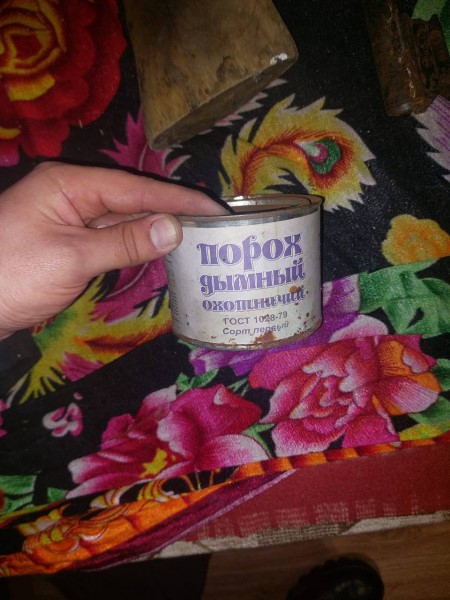 порох
дымный
охотничий
ГОСТ 1028-79
Сорт первый